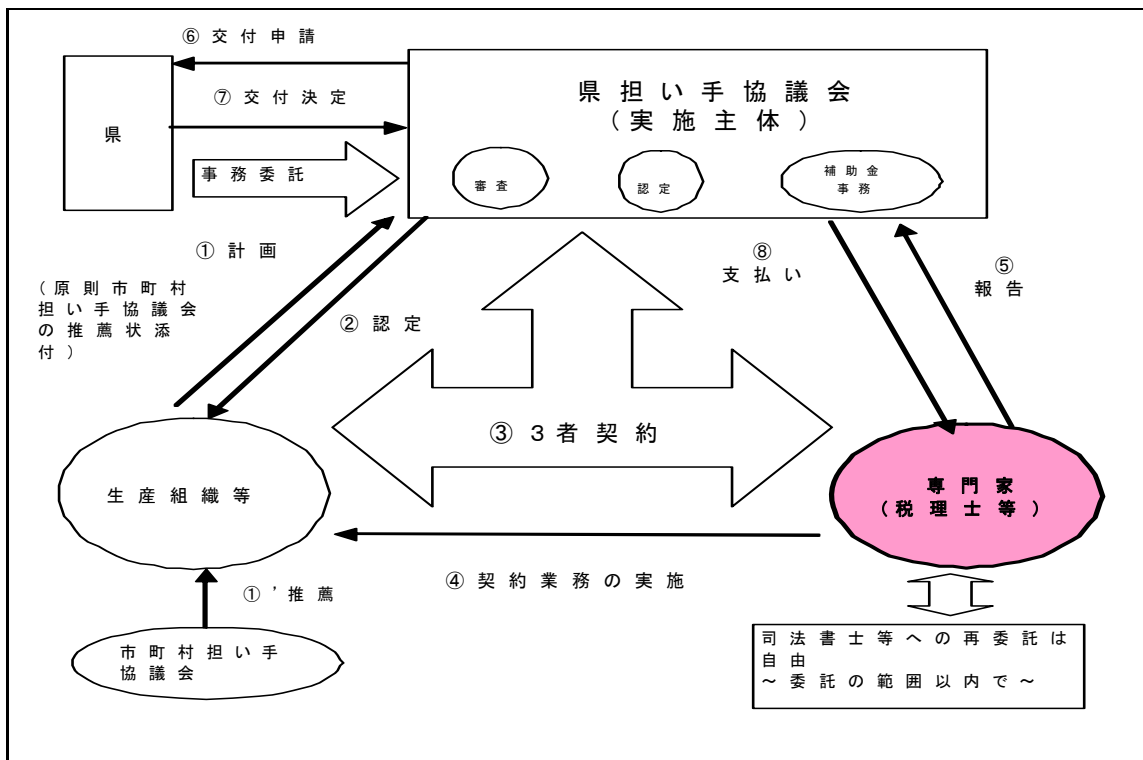 ⑥交付申請
県担い手協議会
(実施主体)
⑦交付決定
県
事務委託
審査
認定
補助金
事務
①計画
⑧
支払い
⑤
報告
(原則市町村
担い手協議会
の推薦状添
付)
②認定
③3者契約
生産組織等
専門家
(税理士等)
④契約業務の実施
①'推薦
市町村担い手
協議会
司法書士等への再委託は
自由
~委託の範囲以内で~